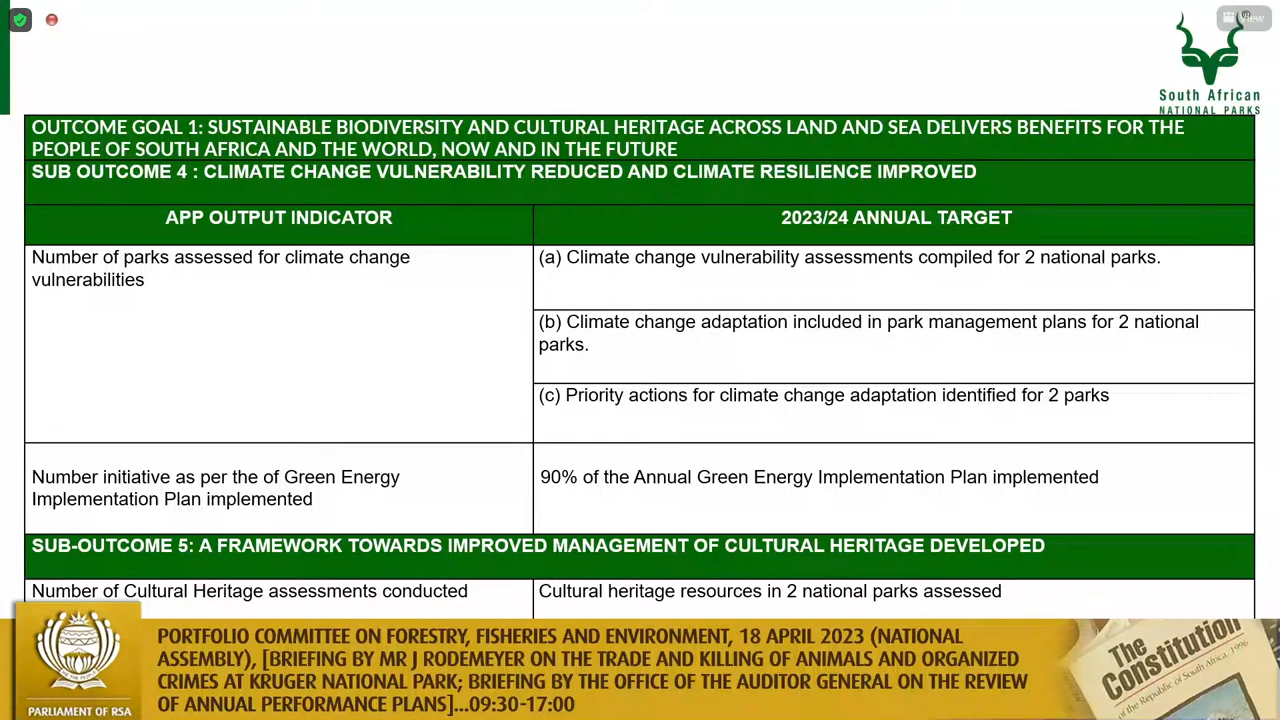 View
South African
NATIONAL PARKS
OUTCOME GOAL 1: SUSTAINABLE BIODIVERSITY AND CULTURAL HERITAGE ACROSS LAND AND SEA DELIVERS BENEFITS FOR THE
PEOPLE OF SOUTH AFRICA AND THE WORLD, NOW AND IN THE FUTURE
SUB OUTCOME 4 : CLIMATE CHANGE VULNERABILITY REDUCED AND CLIMATE RESILIENCE IMPROVED
APP OUTPUT INDICATOR
2023/24 ANNUAL TARGET
Number of parks assessed for climate change
vulnerabilities
(a) Climate change vulnerability assessments compiled for 2 national parks.
(b) Climate change adaptation included in park management plans for 2 national
parks.
(c) Priority actions for climate change adaptation identified for 2 parks
Number initiative as per the of Green Energy
Implementation Plan implemented
90% of the Annual Green Energy Implementation Plan implemented
SUB-OUTCOME 5: A FRAMEWORK TOWARDS IMPROVED MANAGEMENT OF CULTURAL HERITAGE DEVELOPED
Number of Cultural Heritage assessments conducted
Cultural heritage resources in 2 national parks assessed
PORTFOLIO COMMITTEE ON FORESTRY, FISHERIES AND ENVIRONMENT, 18 APRIL 2023 (NATIONAL
ASSEMBLY), [BRIEFING BY MR J RODEMEYER ON THE TRADE AND KILLING OF ANIMALS AND ORGANIZED
CRIMES AT KRUGER NATIONAL PARK; BRIEFING BY THE OFFICE OF THE AUDITOR GENERAL ON THE REVIEW
OF ANNUAL PERFORMANCE PLANS]...09:30-17:00
PARLIAMENT OF RSA
The
Constitution
of the Republic of South Africa, 1996